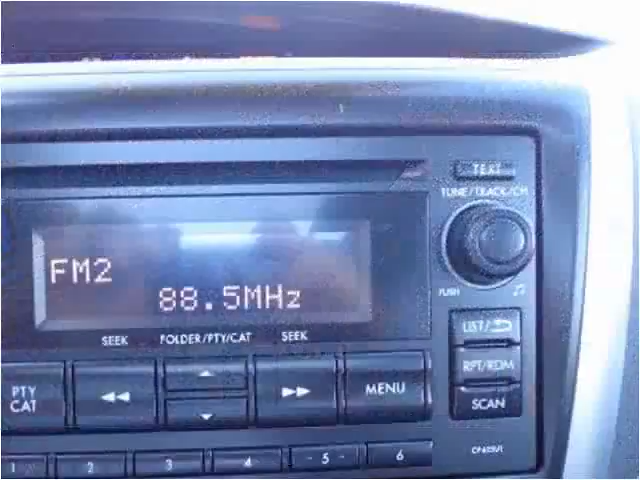 TEXT
TUNE/TRACK/CH
FM2
88.5MHz
PUSH
SEEK FOLDER/PTY/CAT SEEK
LIST/
PTY
CAT
MENU
RPT/RDM
SCAN
1 2 3 4 - 5 - 6